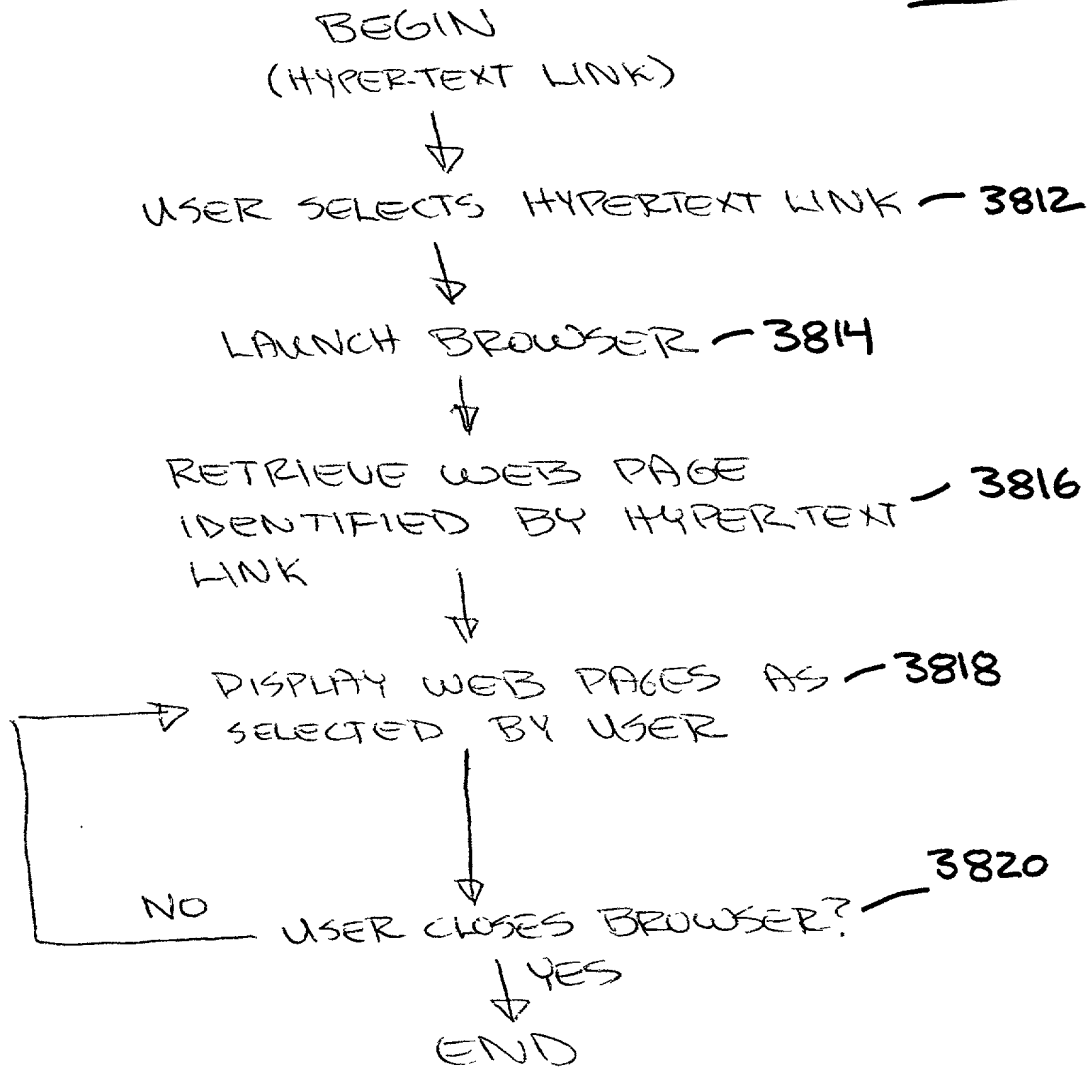 BEGIN
(HYPER-TEXT LINK)
USER SELECTS HYPERTEXT LINK 3812
LAUNCH BROWSER 3814
RETRIEVE WEB PAGE
IDENTIFIED BY HYPERTEXT 3816
LINK
DISPLAY WEB PAGES AS 3818
SELECTED BY USER
3820
NO USER CLOSES BROWSER?
YES
END